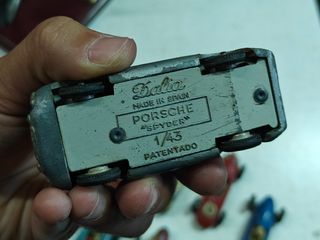 Dalia
MADE IN SPAIN
PORSCHE
"SPYDER"
1/43
PATENTADO